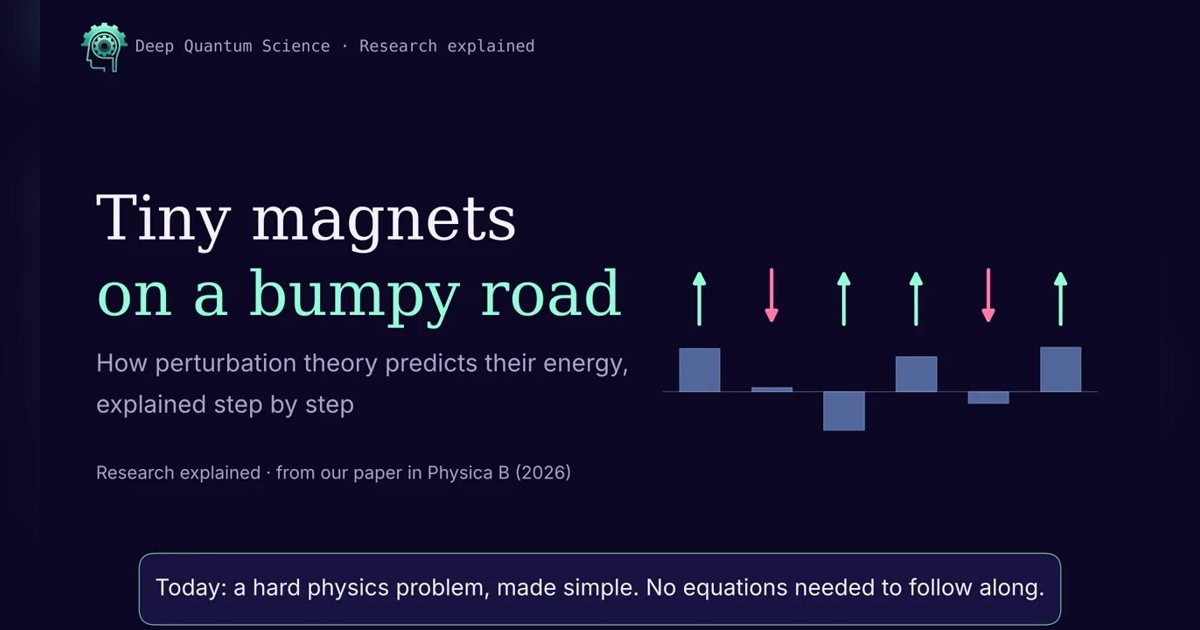 Deep Quantum Science · Research explained
Tiny magnets
on a bumpy road
How perturbation theory predicts their energy,
explained step by step
Research explained · from our paper in Physica B (2026)
Today: a hard physics problem, made simple. No equations needed to follow along.